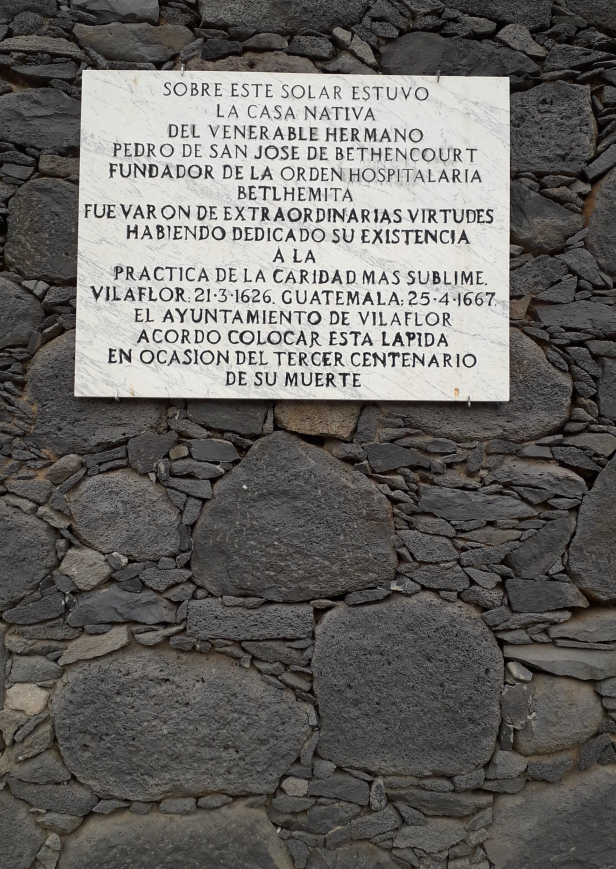 SOBRE ESTE SOLAR ESTUVO
LA CASA NATIVA
DEL VENERABLE HERMANO
PEDRO DE SAN JOSE DE BETHENCOURT
FUNDADOR DE LA ORDEN HOSPITALARIA
BETLHEMITA
FUE VARON DE EXTRAORDINARIAS VIRTUDES
HABIENDO DEDICADO SU EXISTENCIA
A LA
PRACTICA DE LA CARIDAD MAS SUBLIME.
VILAFLOR: 21-3-1626. GUATEMALA: 25-4-1667.
EL AYUNTAMIENTO DE VILAFLOR
ACORDO COLOCAR ESTA LAPIDA
EN OCASION DEL TERCER CENTENARIO
DE SU MUERTE